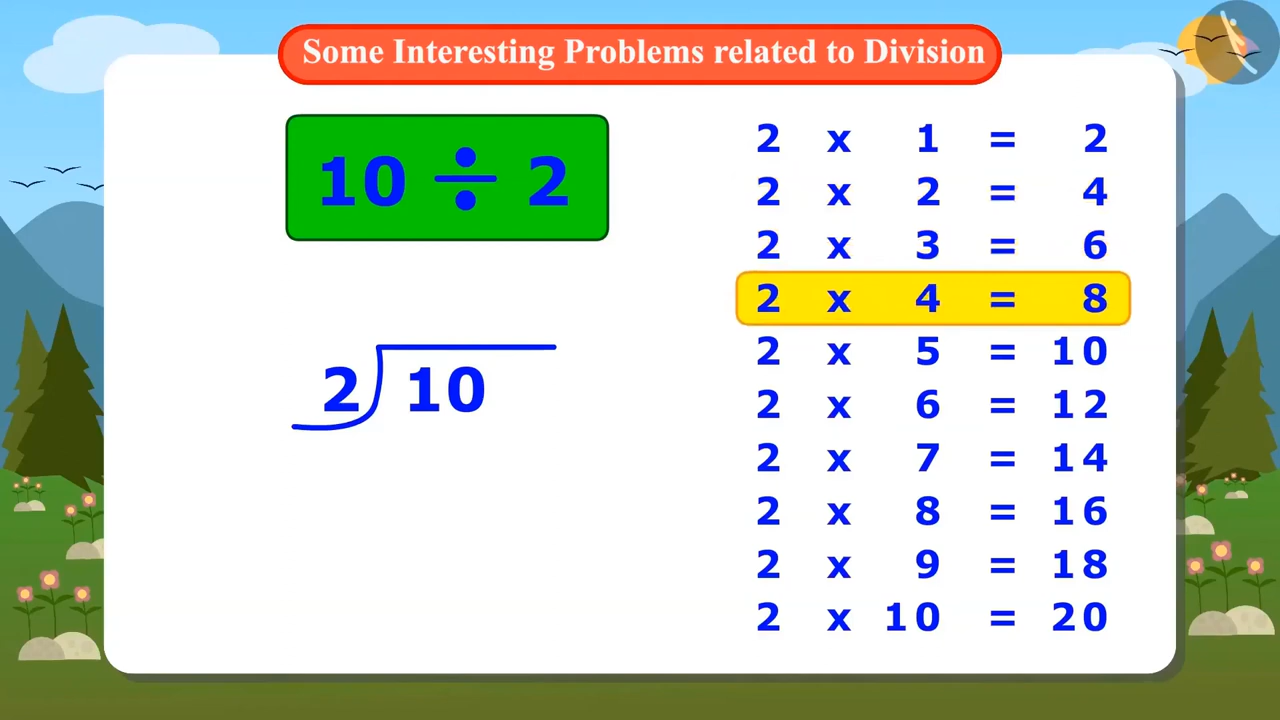 Some Interesting Problems related to Division
10 ÷ 2
2 10
2 x 1 = 2
2 x 2 = 4
2 x 3 = 6
2 x 4 = 8
2 x 5 = 10
2 x 6 = 12
2 x 7 = 14
2 x 8 = 16
2 x 9 = 18
2 x 10 = 20